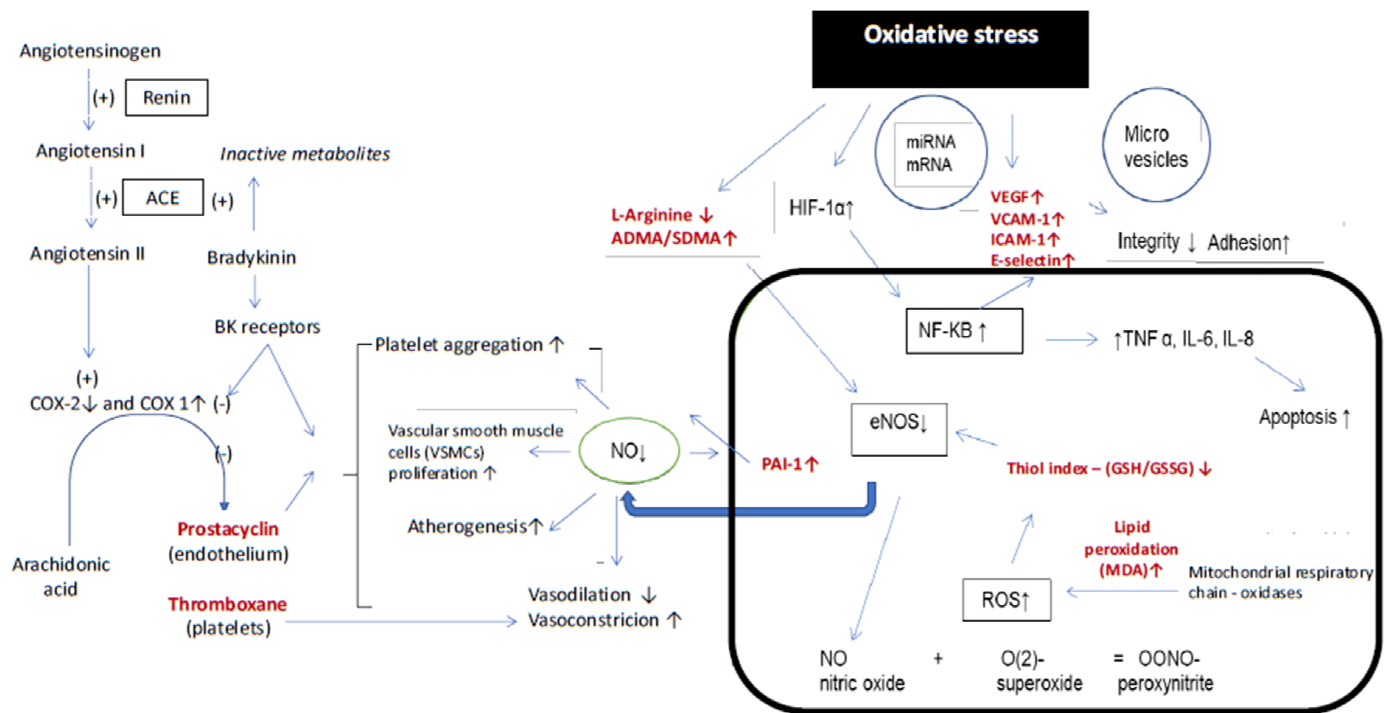 Oxidative stress
Angiotensinogen
(+) Renin
Angiotensin I
Inactive metabolites
(+) ACE (+)
Angiotensin II
Bradykinin
BK receptors
(+)
COX-2↓ and COX 1↑ (-)
(-)
Prostacyclin
(endothelium)
Arachidonic
acid
Thromboxane
(platelets)
Platelet aggregation ↑
Vascular smooth muscle
cells (VSMCs)
proliferation ↑
Atherogenesis↑
Vasodilation ↓
Vasoconstricion ↑
NO↓
PAI-1↑
L-Arginine ↓
ADMA/SDMA↑
HIF-1α↑
miRNA
mRNA
VEGF↑
VCAM-1↑
ICAM-1↑
E-selectin↑
Micro
vesicles
Integrity ↓ Adhesion↑
NF-KB ↑
↑TNF α, IL-6, IL-8
Apoptosis ↑
eNOS↓
Thiol index – (GSH/GSSG) ↓
Lipid
peroxidation
(MDA)↑
Mitochondrial respiratory
chain - oxidases
ROS↑
NO + O(2)- = OONO-
nitric oxide superoxide peroxynitrite